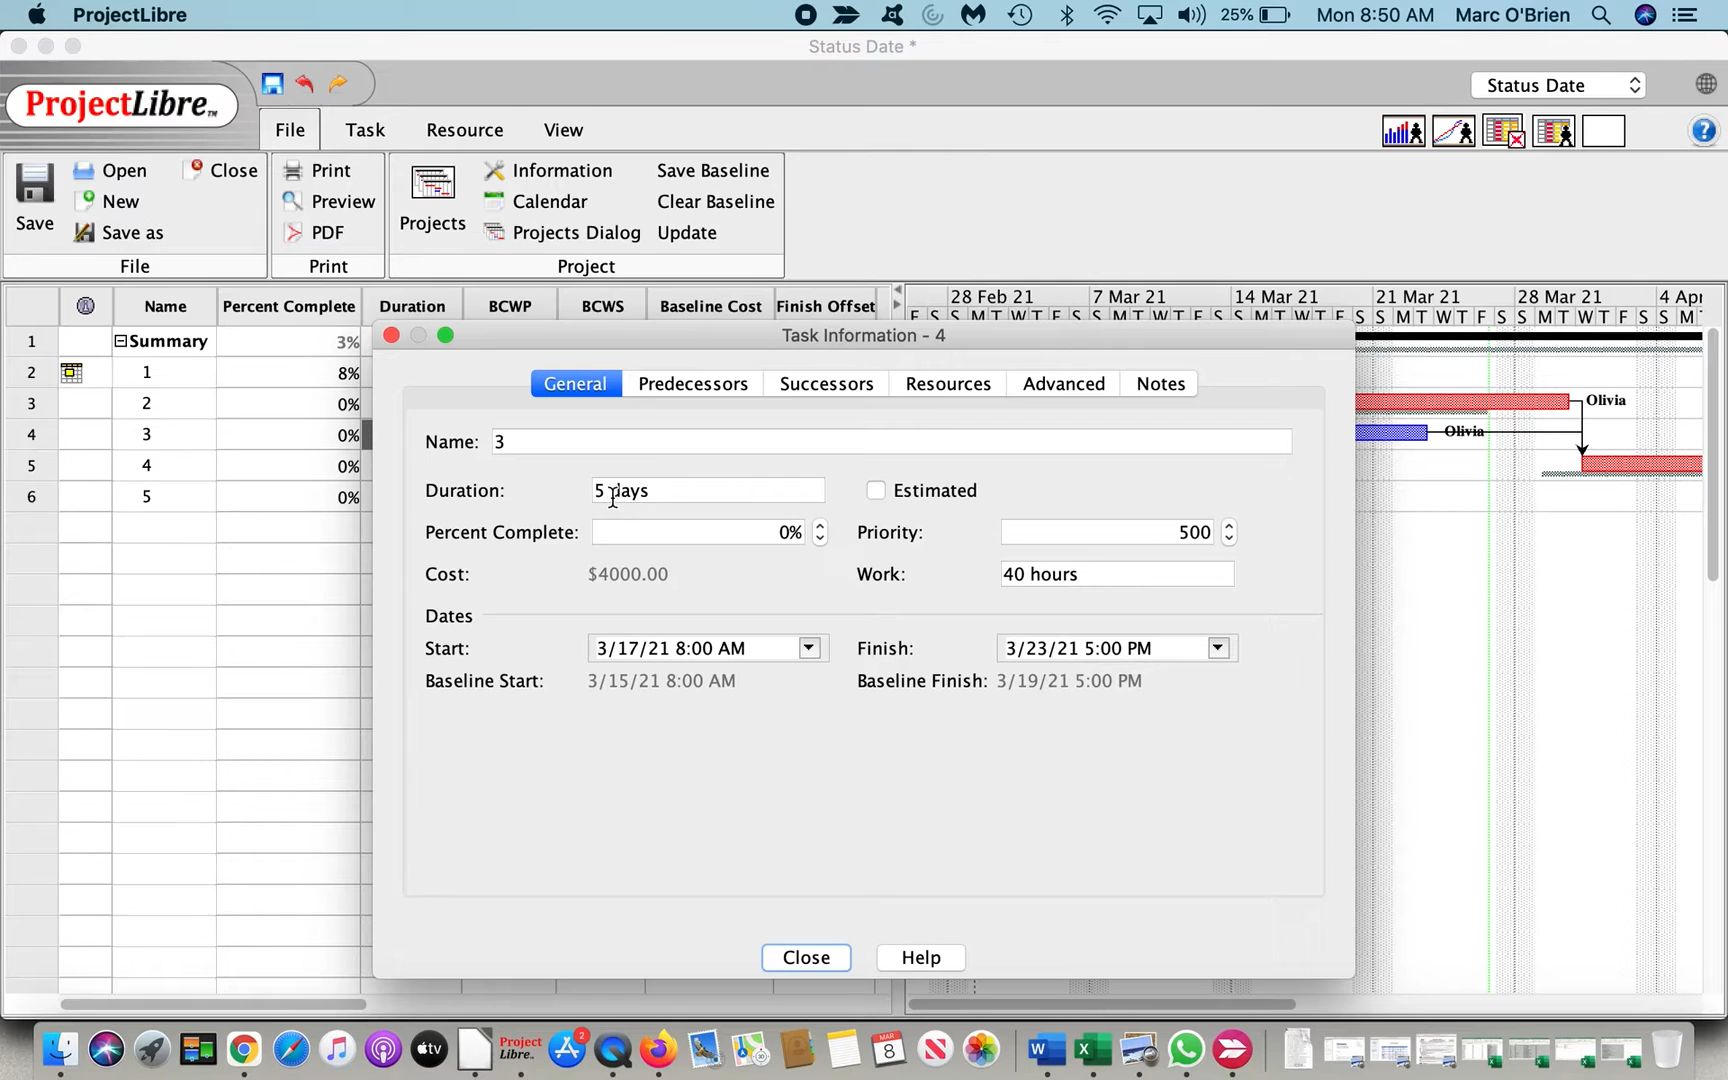 ProjectLibre
25%
Mon 8:50 AM
Marc O'Brien
Status Date *
ProjectLibre™
Status Date
File
Task
Resource
View
?
Save
Open
New
Save as
Close
File
Print
Preview
PDF
Print
Projects
Information
Calendar
Projects Dialog
Save Baseline
Clear Baseline
Update
Project
Name
Percent Complete
Duration
BCWP
BCWS
Baseline Cost
Finish Offset
28 Feb 21
7 Mar 21
14 Mar 21
21 Mar 21
28 Mar 21
4 Apr
F S S M T W T F S S M T W T F S S M T W T F S S M T W T F S S M T W T F S S M
1 Summary 3%
2 1 8%
3 2 0%
4 3 0%
5 4 0%
6 5 0%
Olivia
Olivia
Task Information - 4
General
Predecessors
Successors
Resources
Advanced
Notes
Name: 3
Duration: 5 days
Estimated
Percent Complete: 0%
Priority: 500
Cost: $4000.00
Work: 40 hours
Dates
Start: 3/17/21 8:00 AM
Finish: 3/23/21 5:00 PM
Baseline Start: 3/15/21 8:00 AM
Baseline Finish: 3/19/21 5:00 PM
Close
Help
tv
Project
Libre...
2
MAR
8
W
X